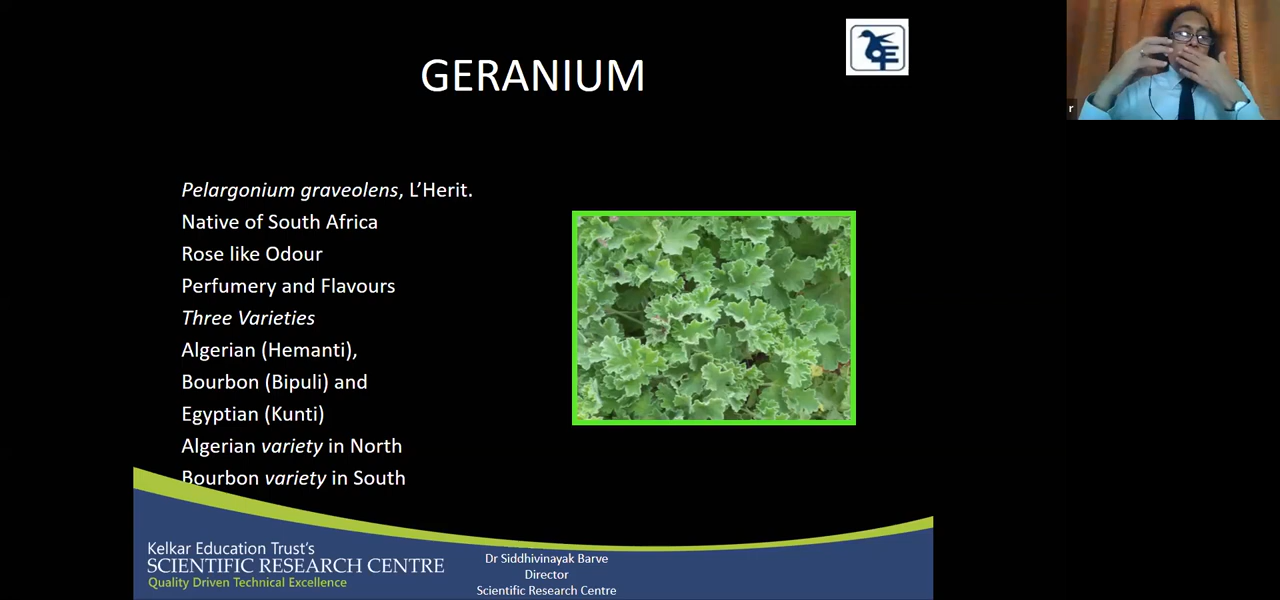 GERANIUM
Pelargonium graveolens, L'Herit.
Native of South Africa
Rose like Odour
Perfumery and Flavours
Three Varieties
Algerian (Hemanti),
Bourbon (Bipuli) and
Egyptian (Kunti)
Algerian variety in North
Bourbon variety in South
Kelkar Education Trust's
SCIENTIFIC RESEARCH CENTRE
Quality Driven Technical Excellence
Dr Siddhivinayak Barve
Director
Scientific Research Centre
r